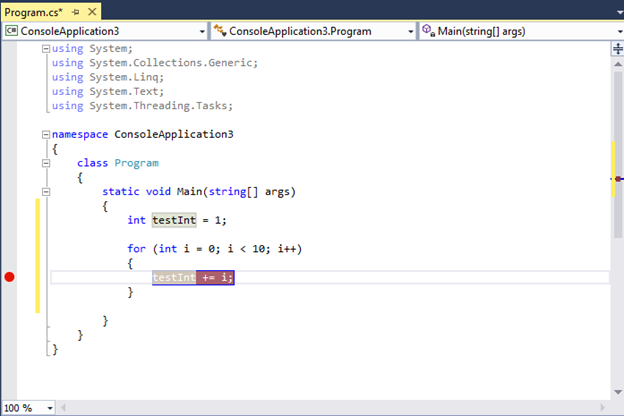 Program.cs*
ConsoleApplication3 ConsoleApplication3.Program Main(string[] args)
using System;
using System.Collections.Generic;
using System.Linq;
using System.Text;
using System.Threading.Tasks;
namespace ConsoleApplication3
{
class Program
{
static void Main(string[] args)
{
int testInt = 1;
for (int i = 0; i < 10; i++)
{
testInt += i;
}
}
}
}
100 %